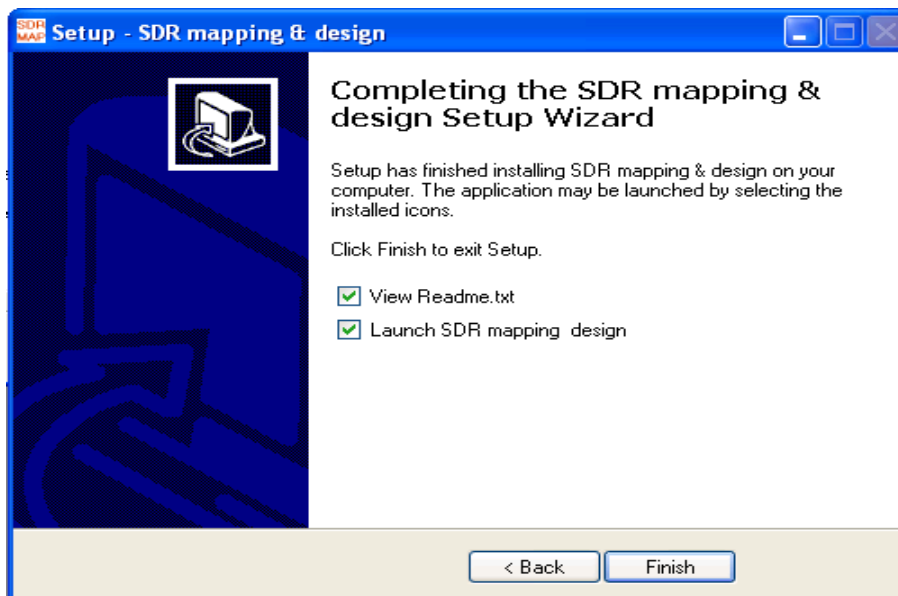 SDR
MAP
Setup - SDR mapping & design
Completing the SDR mapping &
design Setup Wizard
Setup has finished installing SDR mapping & design on your
computer. The application may be launched by selecting the
installed icons.
Click Finish to exit Setup.
View Readme.txt
Launch SDR mapping  design
< Back
Finish